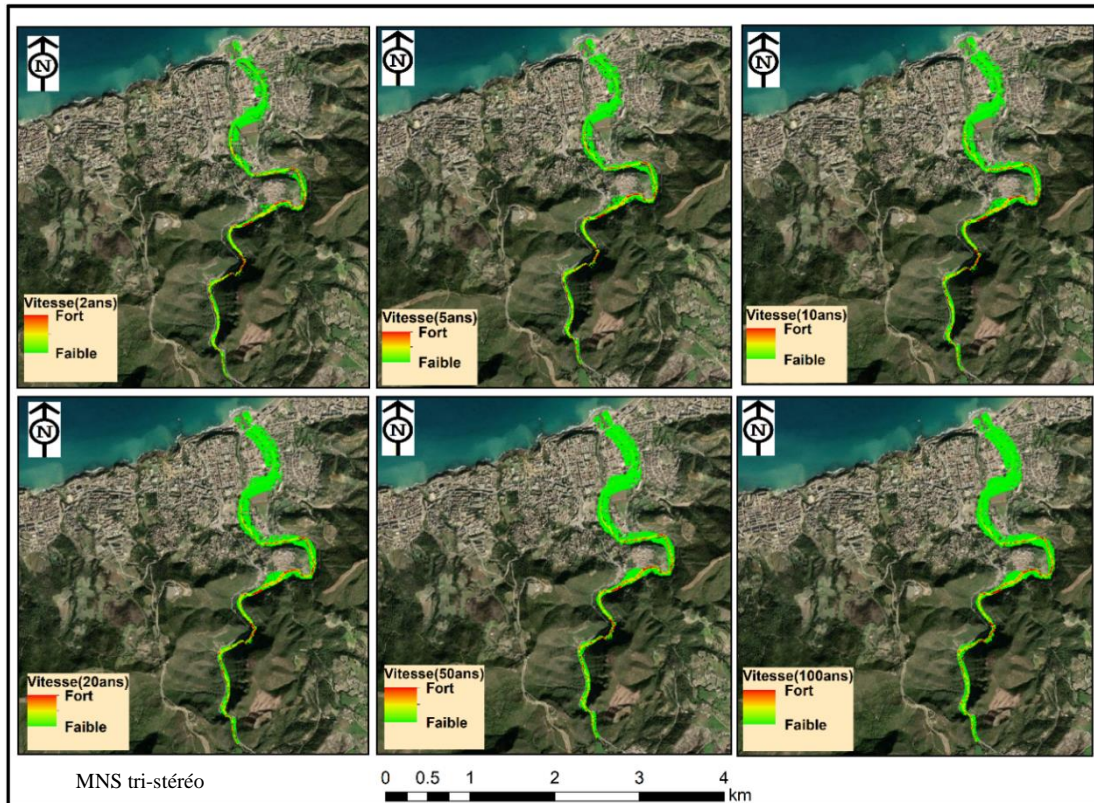 N
N
N
Vitesse(2ans)
Fort
Faible
Vitesse(5ans)
Fort
Faible
Vitesse(10ans)
Fort
Faible
N
N
N
Vitesse(20ans)
Fort
Faible
Vitesse(50ans)
Fort
Faible
Vitesse(100ans)
Fort
Faible
MNS tri-stéréo
0 0.5 1 2 3 4
km